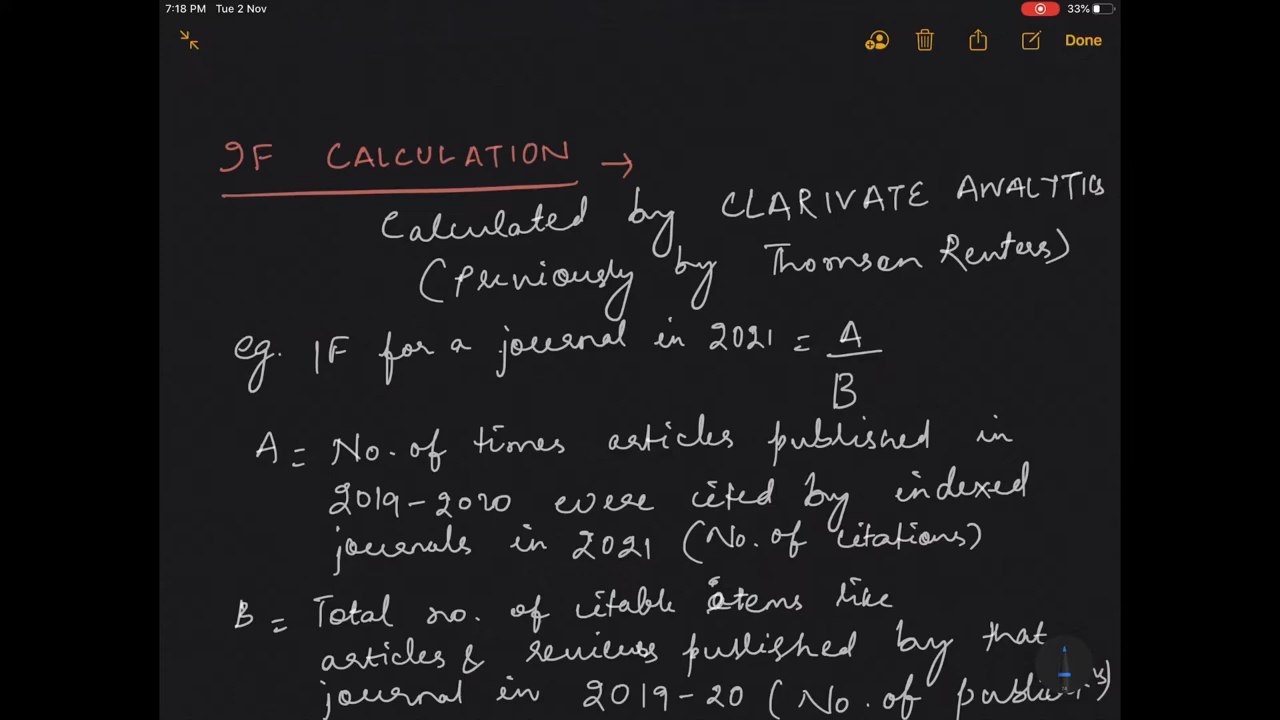 7:18 PM Tue 2 Nov
33%
Done
IF CALCULATION →
Calculated by CLARIVATE ANALYTICS
(Previously by Thomson Reuters)
eg. IF for a journal in 2021 = A
B
A = No. of times articles published in
2019-2020 were cited by indexed
journals in 2021 (No. of citations)
B = Total no. of citable items like
articles & reviews published by that
journal in 2019-20 (No. of